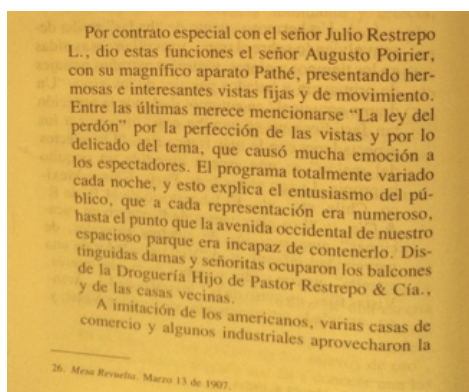 Por contrato especial con el señor Julio Restrepo
L., dio estas funciones el señor Augusto Poirier,
con su magnífico aparato Pathé, presentando her-
mosas e interesantes vistas fijas y de movimiento.
Entre las últimas merece mencionarse “La ley del
perdón” por la perfección de las vistas y por lo
delicado del tema, que causó mucha emoción a
los espectadores. El programa totalmente variado
cada noche, y esto explica el entusiasmo del pú-
blico, que a cada representación era numeroso,
hasta el punto que la avenida occidental de nuestro
espacioso parque era incapaz de contenerlo. Dis-
tinguidas damas y señoritas ocuparon los balcones
de la Droguería Hijo de Pastor Restrepo & Cía.,
y de las casas vecinas.
A imitación de los americanos, varias casas de
comercio y algunos industriales aprovecharon la
26. Mesa Revuelta. Marzo 13 de 1907.